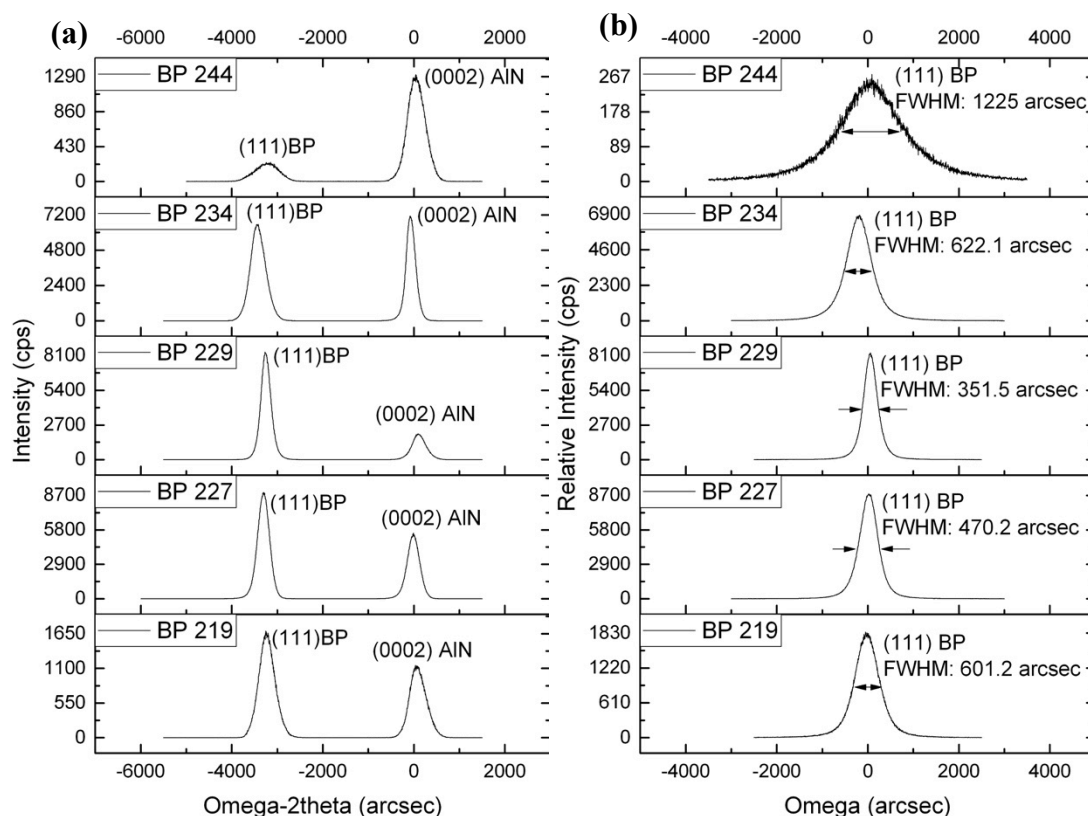 (a)
-6000 -4000 -2000 0 2000
BP 244
(0002) AlN
(111)BP
1290
860
430
0
BP 234
(111)BP
(0002) AlN
7200
4800
2400
0
BP 229
(111)BP
(0002) AlN
8100
5400
2700
0
BP 227
(111)BP
(0002) AlN
8700
5800
2900
0
BP 219
(111)BP
(0002) AlN
1650
1100
550
0
Intensity (cps)
-6000 -4000 -2000 0 2000
Omega-2theta (arcsec)
(b)
-4000 -2000 0 2000 4000
BP 244
(111) BP
FWHM: 1225 arcsec
267
178
89
0
BP 234
(111) BP
FWHM: 622.1 arcsec
6900
4600
2300
0
BP 229
(111) BP
FWHM: 351.5 arcsec
8100
5400
2700
0
BP 227
(111) BP
FWHM: 470.2 arcsec
8700
5800
2900
0
BP 219
(111) BP
FWHM: 601.2 arcsec
1830
1220
610
0
Relative Intensity (cps)
-4000 -2000 0 2000 4000
Omega (arcsec)